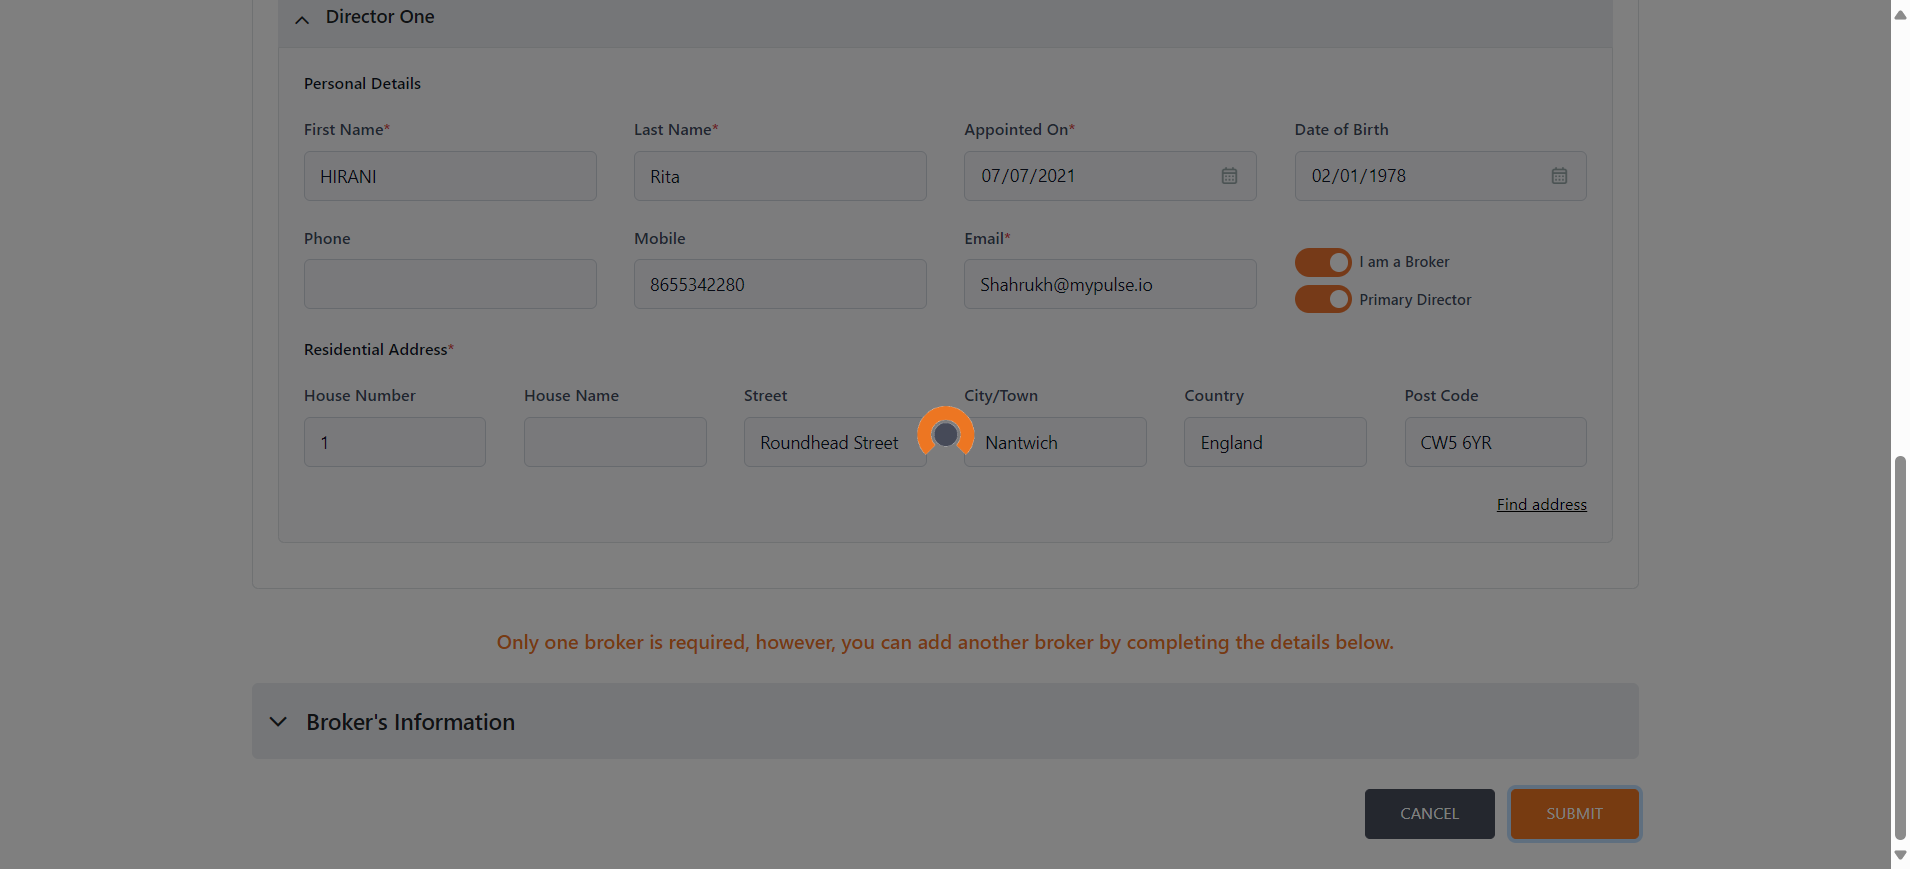 Director One
Personal Details
First Name* Last Name* Appointed On* Date of Birth
HIRANI Rita 07/07/2021 02/01/1978
Phone Mobile Email*
I am a Broker
8655342280 Shahrukh@mypulse.io
Primary Director
Residential Address*
House Number House Name Street City/Town Country Post Code
1 Roundhead Street Nantwich England CW5 6YR
Find address
Only one broker is required, however, you can add another broker by completing the details below.
Broker's Information
CANCEL SUBMIT